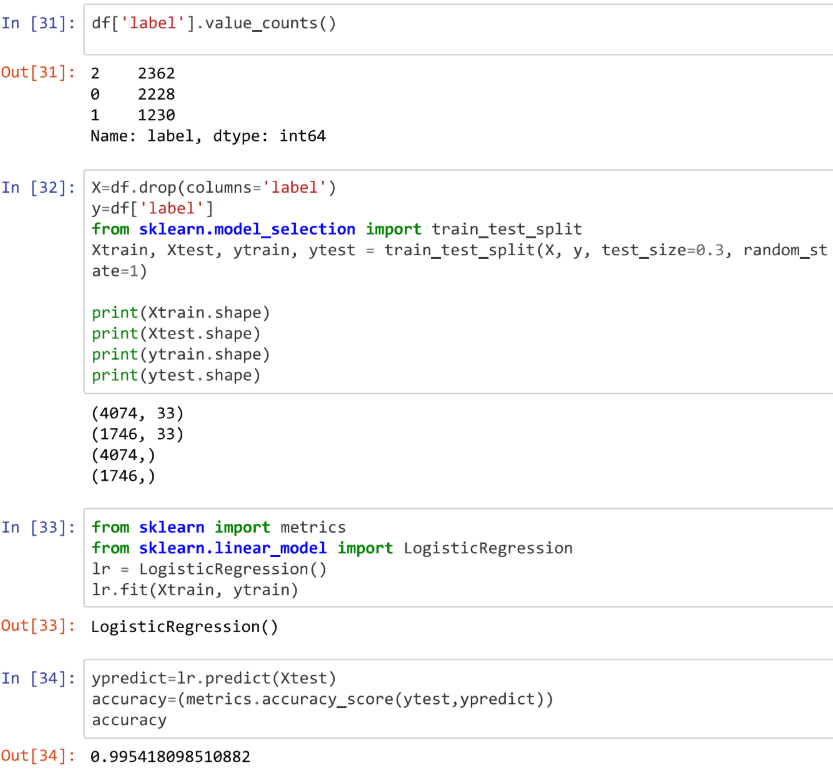 In [31]: df['label'].value_counts()
Out[31]: 2    2362
0    2228
1    1230
Name: label, dtype: int64
In [32]: X=df.drop(columns='label')
y=df['label']
from sklearn.model_selection import train_test_split
Xtrain, Xtest, ytrain, ytest = train_test_split(X, y, test_size=0.3, random_st
ate=1)
print(Xtrain.shape)
print(Xtest.shape)
print(ytrain.shape)
print(ytest.shape)
(4074, 33)
(1746, 33)
(4074,)
(1746,)
In [33]: from sklearn import metrics
from sklearn.linear_model import LogisticRegression
lr = LogisticRegression()
lr.fit(Xtrain, ytrain)
Out[33]: LogisticRegression()
In [34]: ypredict=lr.predict(Xtest)
accuracy=(metrics.accuracy_score(ytest,ypredict))
accuracy
Out[34]: 0.995418098510882